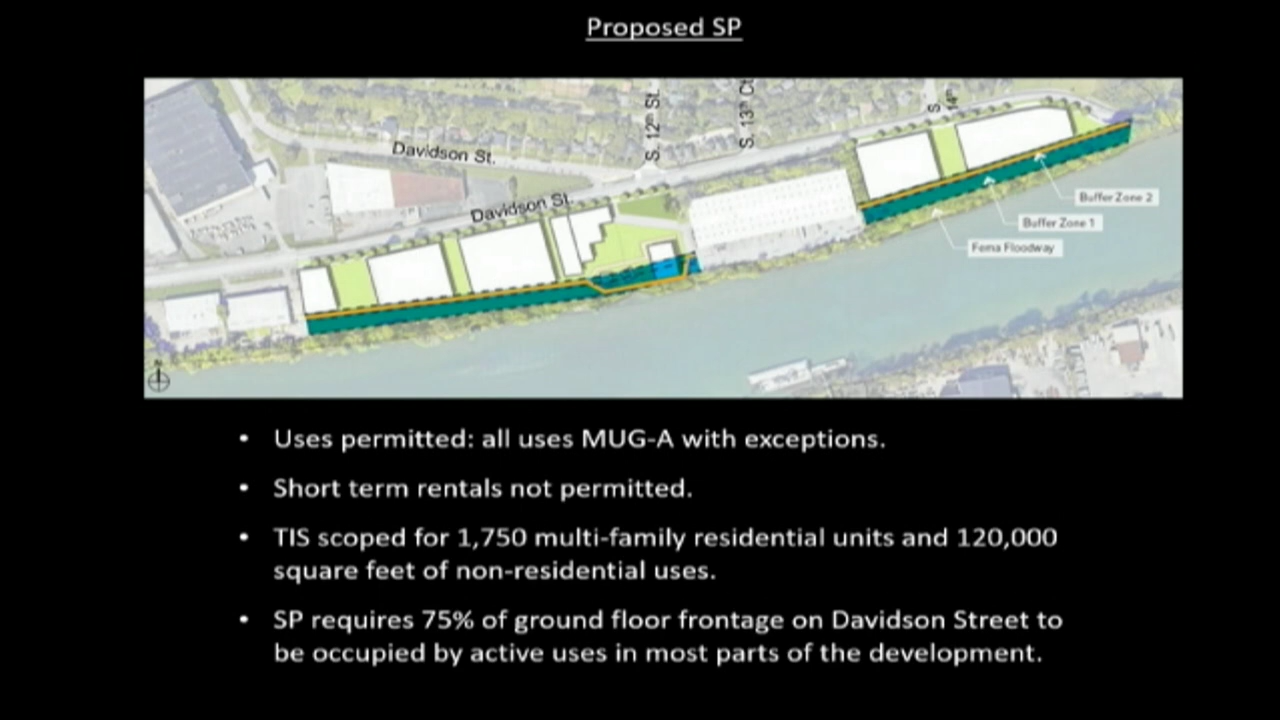 Proposed SP
S. 12th St.
S. 13th Ct
S. 14th
Davidson St.
Davidson St.
Buffer Zone 2
Buffer Zone 1
Fema Floodway
N
• Uses permitted: all uses MUG-A with exceptions.
• Short term rentals not permitted.
• TIS scoped for 1,750 multi-family residential units and 120,000
square feet of non-residential uses.
• SP requires 75% of ground floor frontage on Davidson Street to
be occupied by active uses in most parts of the development.